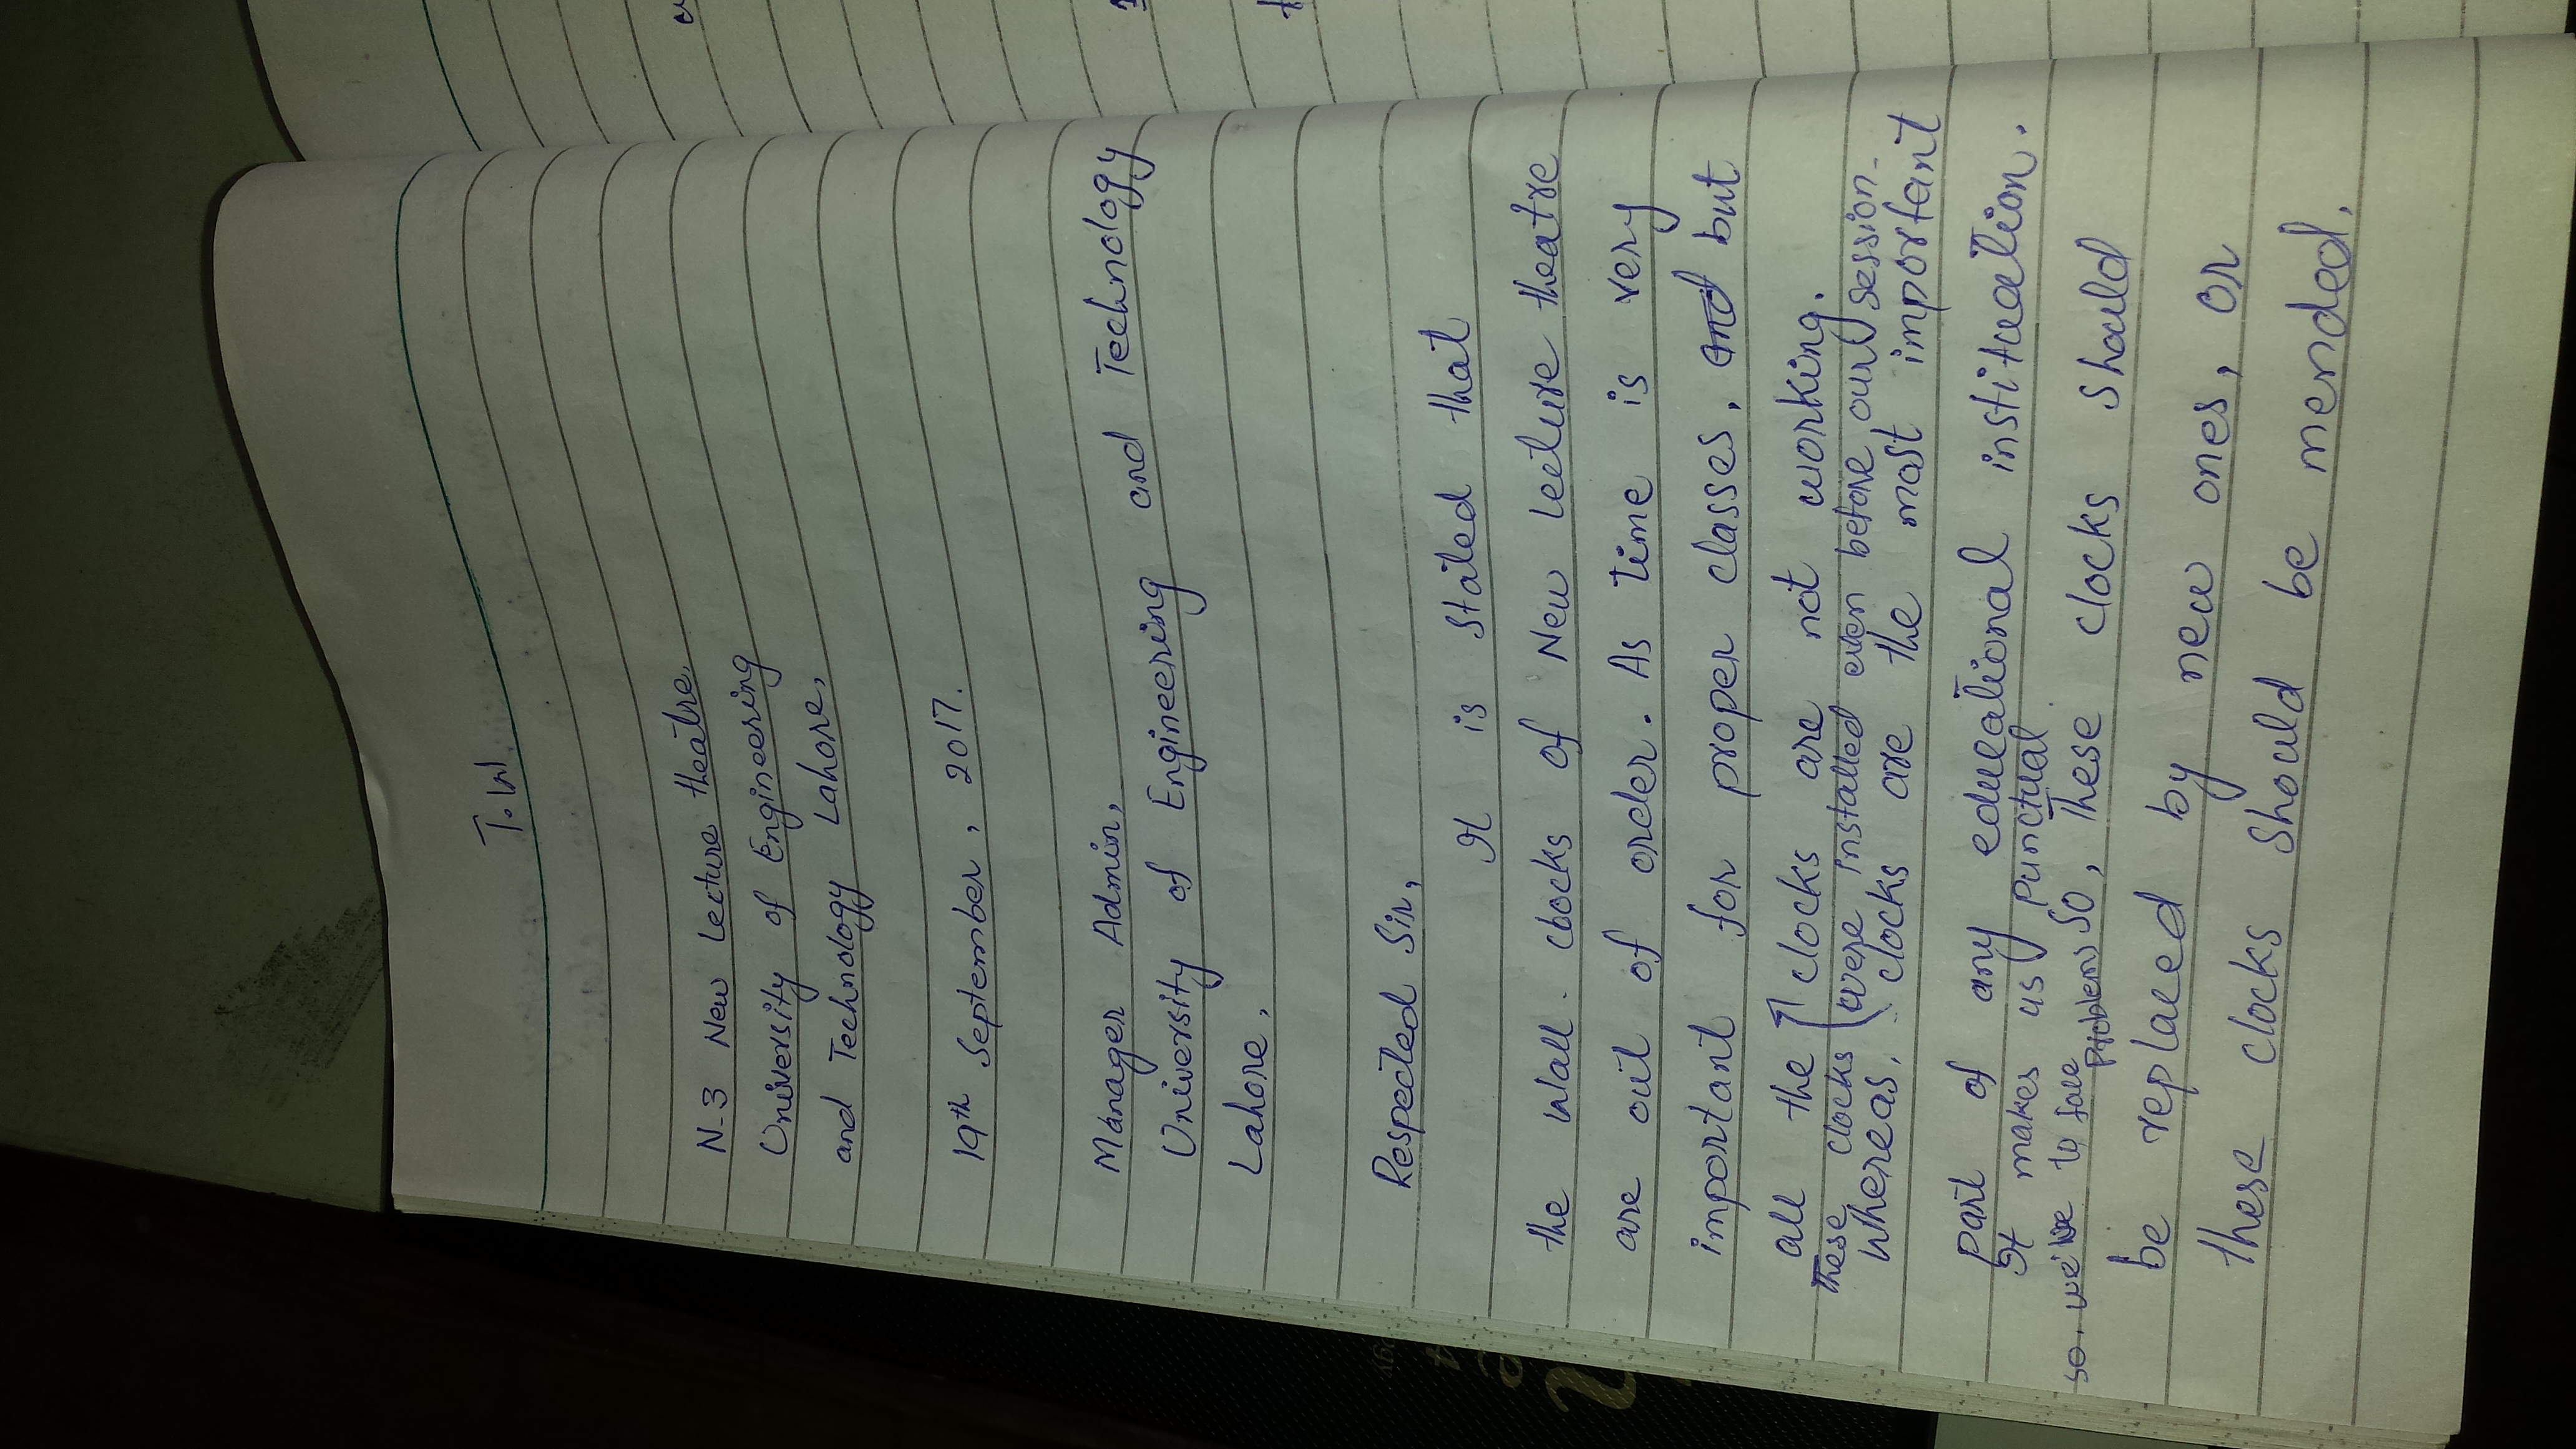 T.W
N-3 New Lecture theatre,
University of Engineering
and Technology Lahore,
19th September, 2017.
Manager Admin,
University of Engineering and Technology
Lahore,
Respected Sir,
It is stated that
the wall clocks of New lecture theatre
are out of order. As time is very
important for proper classes, and but
all the clocks are not working.
These clocks were installed even before our session.
Whereas, clocks are the most important
part of any educational instituation.
It makes us punctual.
so, we've to face
Problems So, These clocks should
be replaced by new ones, or
these clocks should be mended.